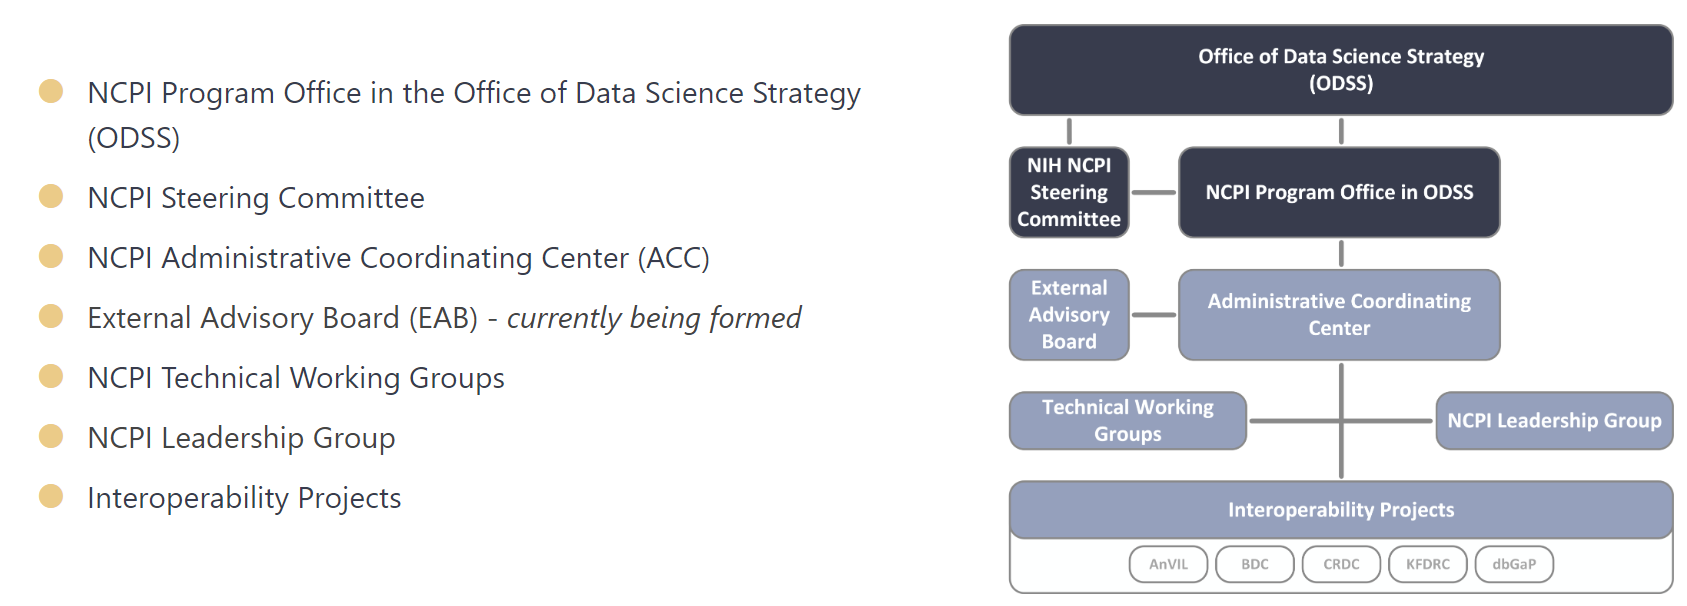 NCPI Program Office in the Office of Data Science Strategy
(ODSS)
NCPI Steering Committee
NCPI Administrative Coordinating Center (ACC)
External Advisory Board (EAB) - currently being formed
NCPI Technical Working Groups
NCPI Leadership Group
Interoperability Projects
Office of Data Science Strategy
(ODSS)
NIH NCPI
Steering
Committee
NCPI Program Office in ODSS
External
Advisory
Board
Administrative Coordinating
Center
Technical Working
Groups
NCPI Leadership Group
Interoperability Projects
AnVIL
BDC
CRDC
KFDRC
dbGaP